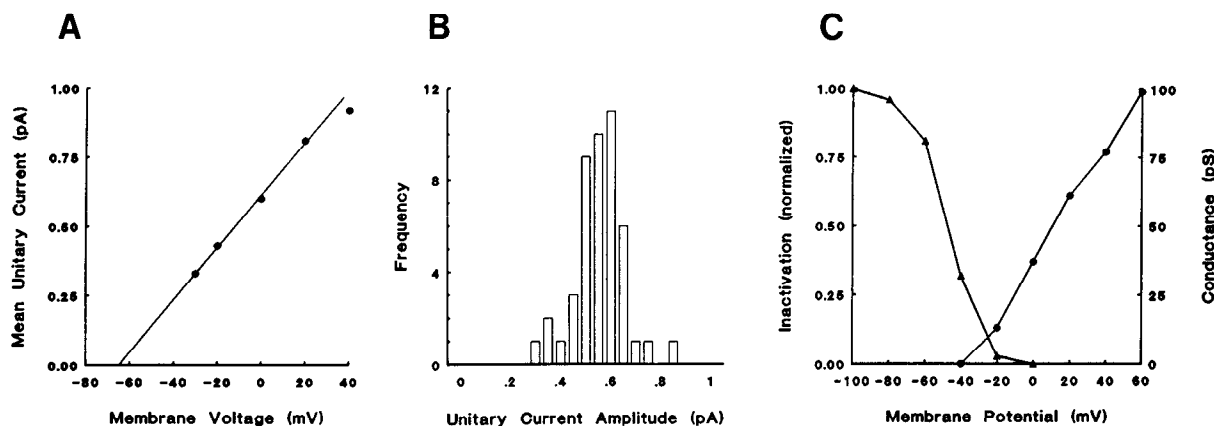 A
Mean Unitary Current (pA)
1.00
0.75
0.50
0.25
0.00
-80 -60 -40 -20 0 20 40
Membrane Voltage (mV)
B
Frequency
12
10
8
6
4
2
0
0 .2 .4 .6 .8 1
Unitary Current Amplitude (pA)
C
Inactivation (normalized)
1.00
0.75
0.50
0.25
0.00
100
75
50
25
0
Conductance (pS)
-100 -80 -60 -40 -20 0 20 40 60
Membrane Potential (mV)